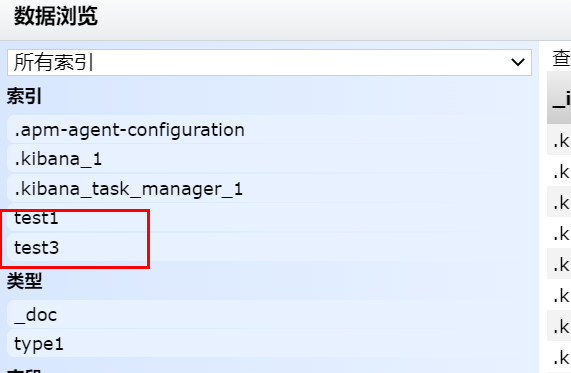 数据浏览
所有索引
索引
.apm-agent-configuration
.kibana_1
.kibana_task_manager_1
test1
test3
类型
_doc
type1
查
_i
.k
.k
.k
.k
.k
.k
.k
.k